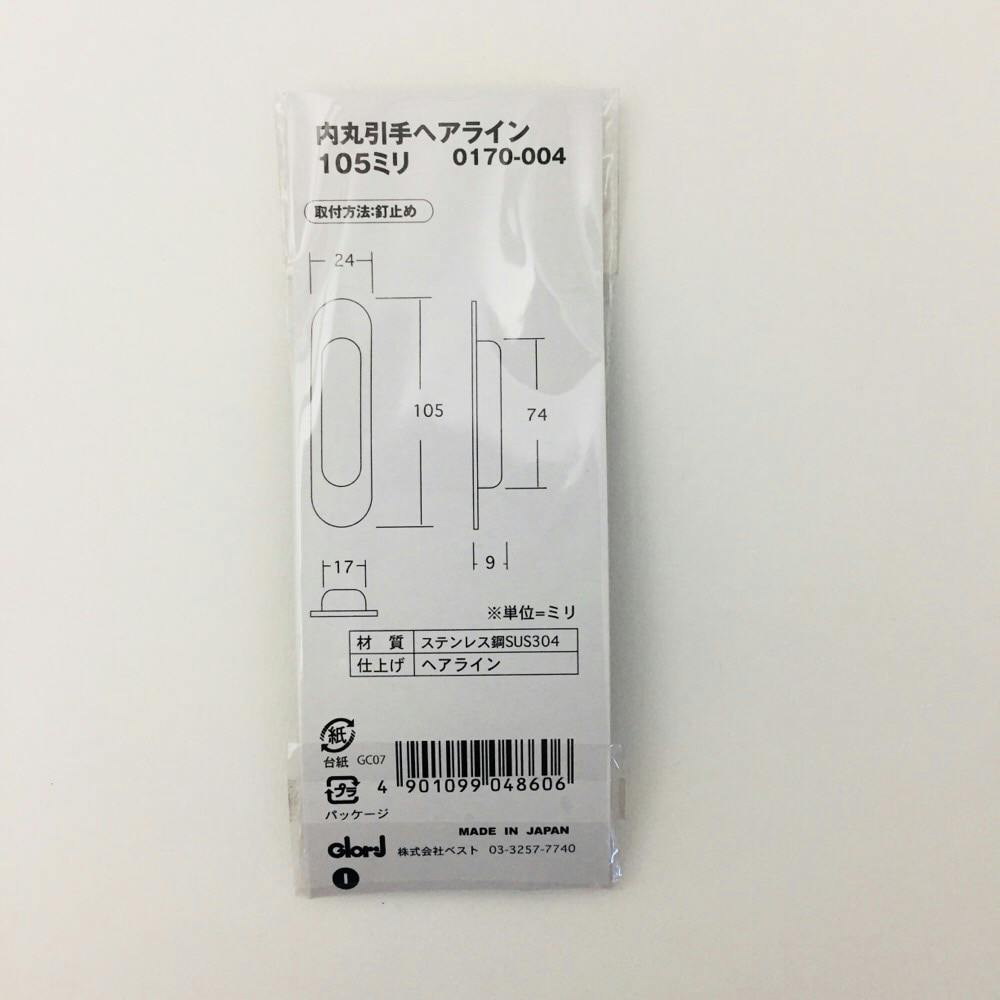 内丸引手ヘアライン
105ミリ 0170-004
取付方法:釘止め
24
105
74
9
17
※単位=ミリ
材 質 ステンレス鋼SUS304
仕上げ ヘアライン
紙
台紙 GC07
プラ
パッケージ
4 901099 048606
MADE IN JAPAN
GlorJ 株式会社ベスト 03-3257-7740
I